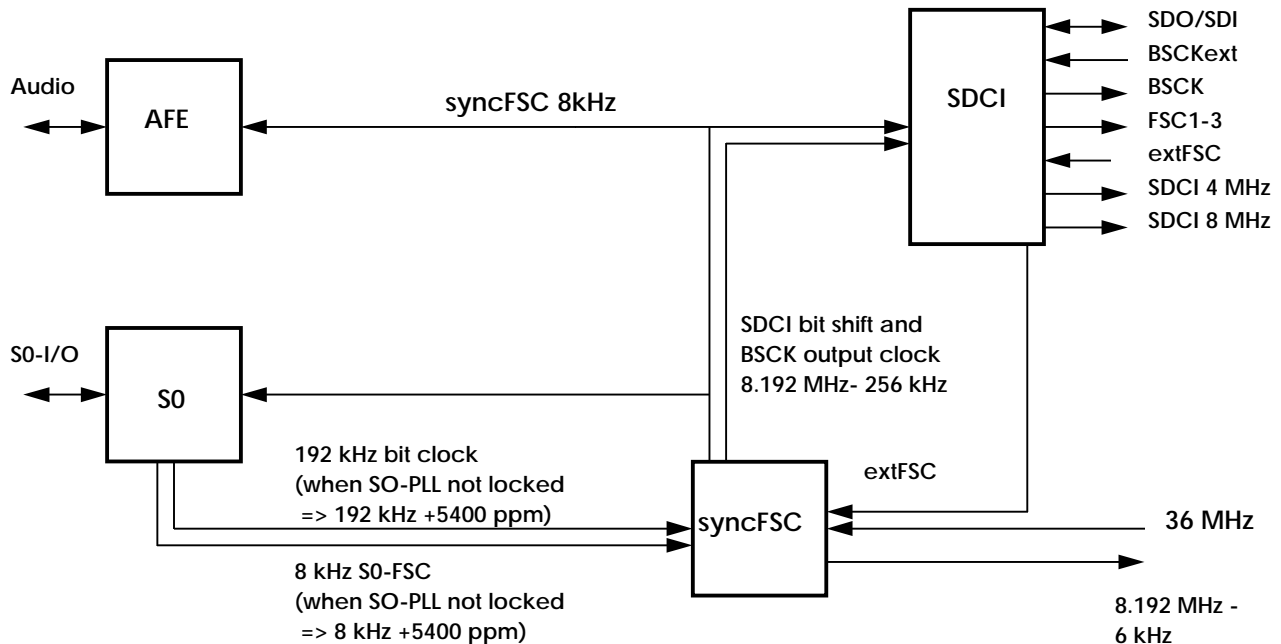 SDO/SDI
BSCKext
BSCK
FSC1-3
extFSC
SDCI 4 MHz
SDCI 8 MHz
SDCI
Audio
AFE
syncFSC 8kHz
SDCI bit shift and
BSCK output clock
8.192 MHz- 256 kHz
S0-I/O
S0
192 kHz bit clock
(when SO-PLL not locked
=> 192 kHz +5400 ppm)
extFSC
syncFSC
36 MHz
8 kHz S0-FSC
(when SO-PLL not locked
=> 8 kHz +5400 ppm)
8.192 MHz -
6 kHz